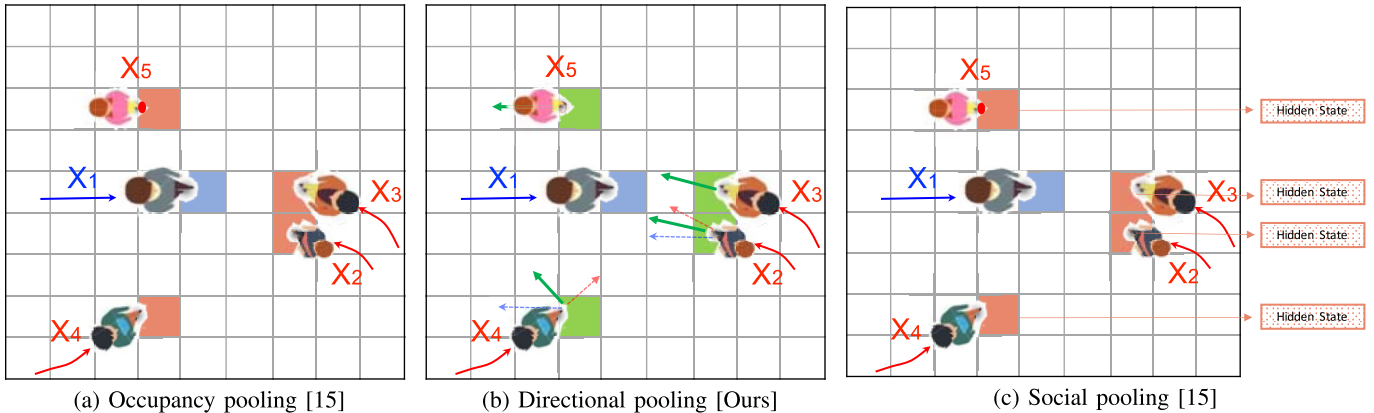 X5
X1
X3
X2
X4
(a) Occupancy pooling [15]
X5
X1
X3
X2
X4
(b) Directional pooling [Ours]
X5
Hidden State
X1
X3
Hidden State
Hidden State
X2
X4
Hidden State
(c) Social pooling [15]